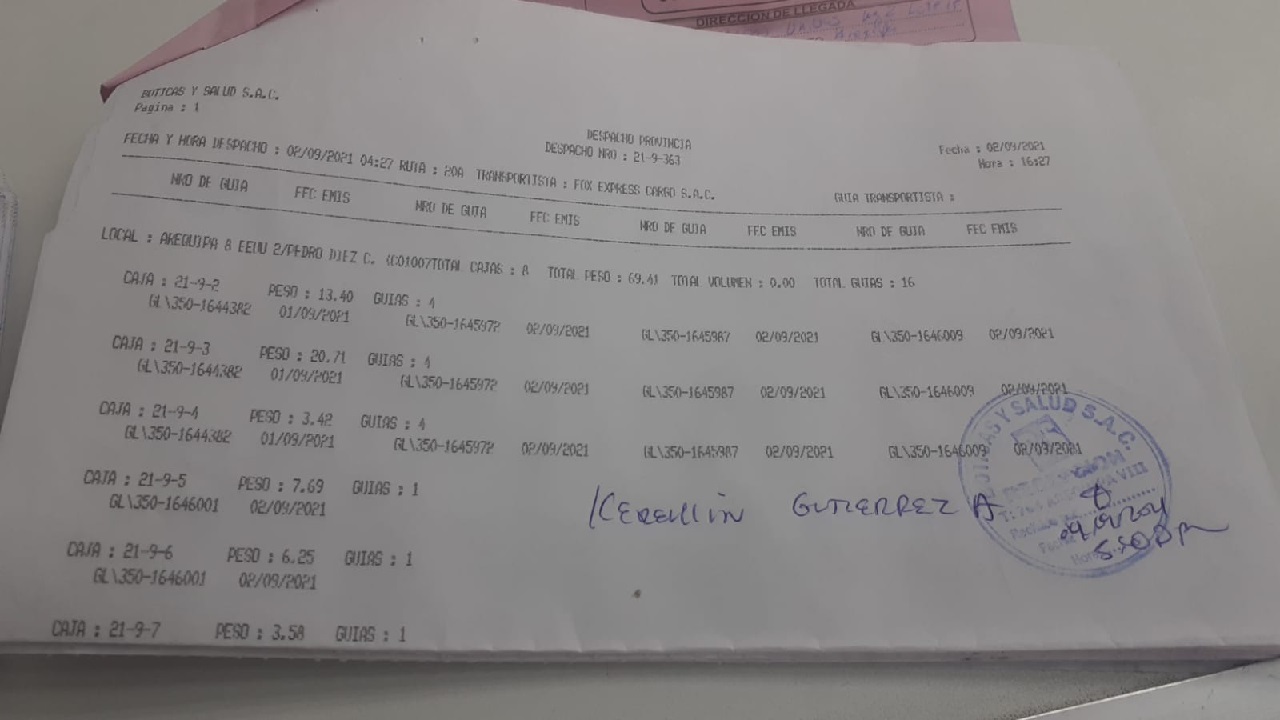 DIRECCION DE LLEGADA
BOTICAS Y SALUD S.A.C.
Pagina : 1
DESPACHO PROVINCIA
DESPACHO NRO : 21-9-363
Fecha : 02/09/2021
Hora : 16:27
FECHA Y HORA DESPACHO : 02/09/2021 04:27 RUTA : 20A TRANSPORTISTA : FOX EXPRESS CARGO S.A.C. GUIA TRANSPORTISTA :
NRO DE GUIA FEC EMIS NRO DE GUIA FEC EMIS NRO DE GUIA FEC EMIS NRO DE GUIA FEC EMIS
LOCAL : AREQUIPA 8 EEUU 2/PEDRO DIEZ C. (C01007TOTAL CAJAS : 8 TOTAL PESO : 69.41 TOTAL VOLUMEN : 0.00 TOTAL GUIAS : 16
CAJA : 21-9-2 PESO : 13.40 GUIAS : 4
GL\350-1644382 01/09/2021 GL\350-1645972 02/09/2021 GL\350-1645987 02/09/2021 GL\350-1646009 02/09/2021
CAJA : 21-9-3 PESO : 20.71 GUIAS : 4
GL\350-1644382 01/09/2021 GL\350-1645972 02/09/2021 GL\350-1645987 02/09/2021 GL\350-1646009 02/09/2021
CAJA : 21-9-4 PESO : 3.42 GUIAS : 4
GL\350-1644382 01/09/2021 GL\350-1645972 02/09/2021 GL\350-1645987 02/09/2021 GL\350-1646009 02/09/2021
CAJA : 21-9-5 PESO : 7.69 GUIAS : 1
GL\350-1646001 02/09/2021
CAJA : 21-9-6 PESO : 6.25 GUIAS : 1
GL\350-1646001 02/09/2021
CAJA : 21-9-7 PESO : 3.58 GUIAS : 1
Kerellin GUTIERREZ A
BOTICAS Y SALUD S.A.C.
VIII